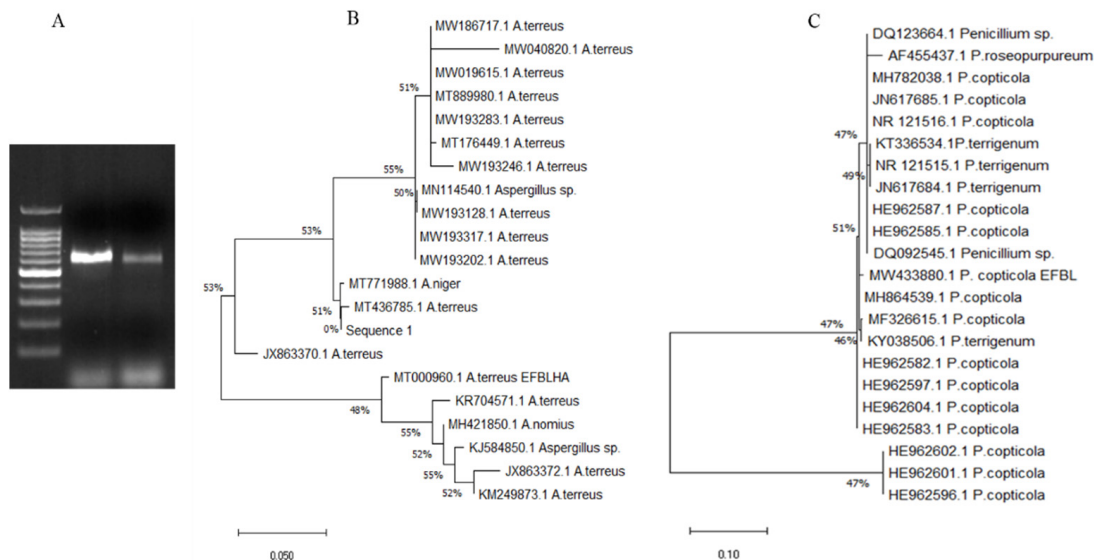 A
B
C
MW186717.1 A.terreus
MW040820.1 A.terreus
MW019615.1 A.terreus
51%
MT889980.1 A.terreus
MW193283.1 A.terreus
MT176449.1 A.terreus
MW193246.1 A.terreus
55%
50%
MN114540.1 Aspergillus sp.
MW193128.1 A.terreus
MW193317.1 A.terreus
MW193202.1 A.terreus
53%
MT771988.1 A.niger
53%
51%
MT436785.1 A.terreus
0%
Sequence 1
JX863370.1 A.terreus
MT000960.1 A.terreus EFBLHA
48%
KR704571.1 A.terreus
55%
MH421850.1 A.nomius
52%
KJ584850.1 Aspergillus sp.
55%
JX863372.1 A.terreus
52%
KM249873.1 A.terreus
0.050
DQ123664.1 Penicillium sp.
AF455437.1 P.roseopurpureum
MH782038.1 P.copticola
JN617685.1 P.copticola
NR 121516.1 P.copticola
47%
KT336534.1P.terrigenum
NR 121515.1 P.terrigenum
49%
JN617684.1 P.terrigenum
HE962587.1 P.copticola
51%
HE962585.1 P.copticola
DQ092545.1 Penicillium sp.
MW433880.1 P. copticola EFBL
MH864539.1 P.copticola
47%
MF326615.1 P.copticola
46%
KY038506.1 P.terrigenum
HE962582.1 P.copticola
HE962597.1 P.copticola
HE962604.1 P.copticola
HE962583.1 P.copticola
HE962602.1 P.copticola
HE962601.1 P.copticola
47%
HE962596.1 P.copticola
0.10